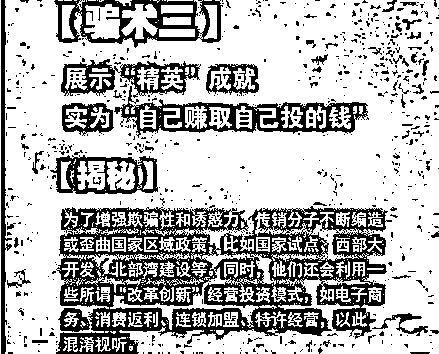 【骗术三】
展示“精英”成就
实为“自己赚取自己投的钱”
【揭秘】
为了增强欺骗性和诱惑力，传销分子不断编造
或歪曲国家区域政策，比如国家试点、西部大
开发、北部湾建设等。同时，他们还会利用一
些所谓“改革创新”经营投资模式，如电子商
务、消费返利、连锁加盟、特许经营，以此
混淆视听。